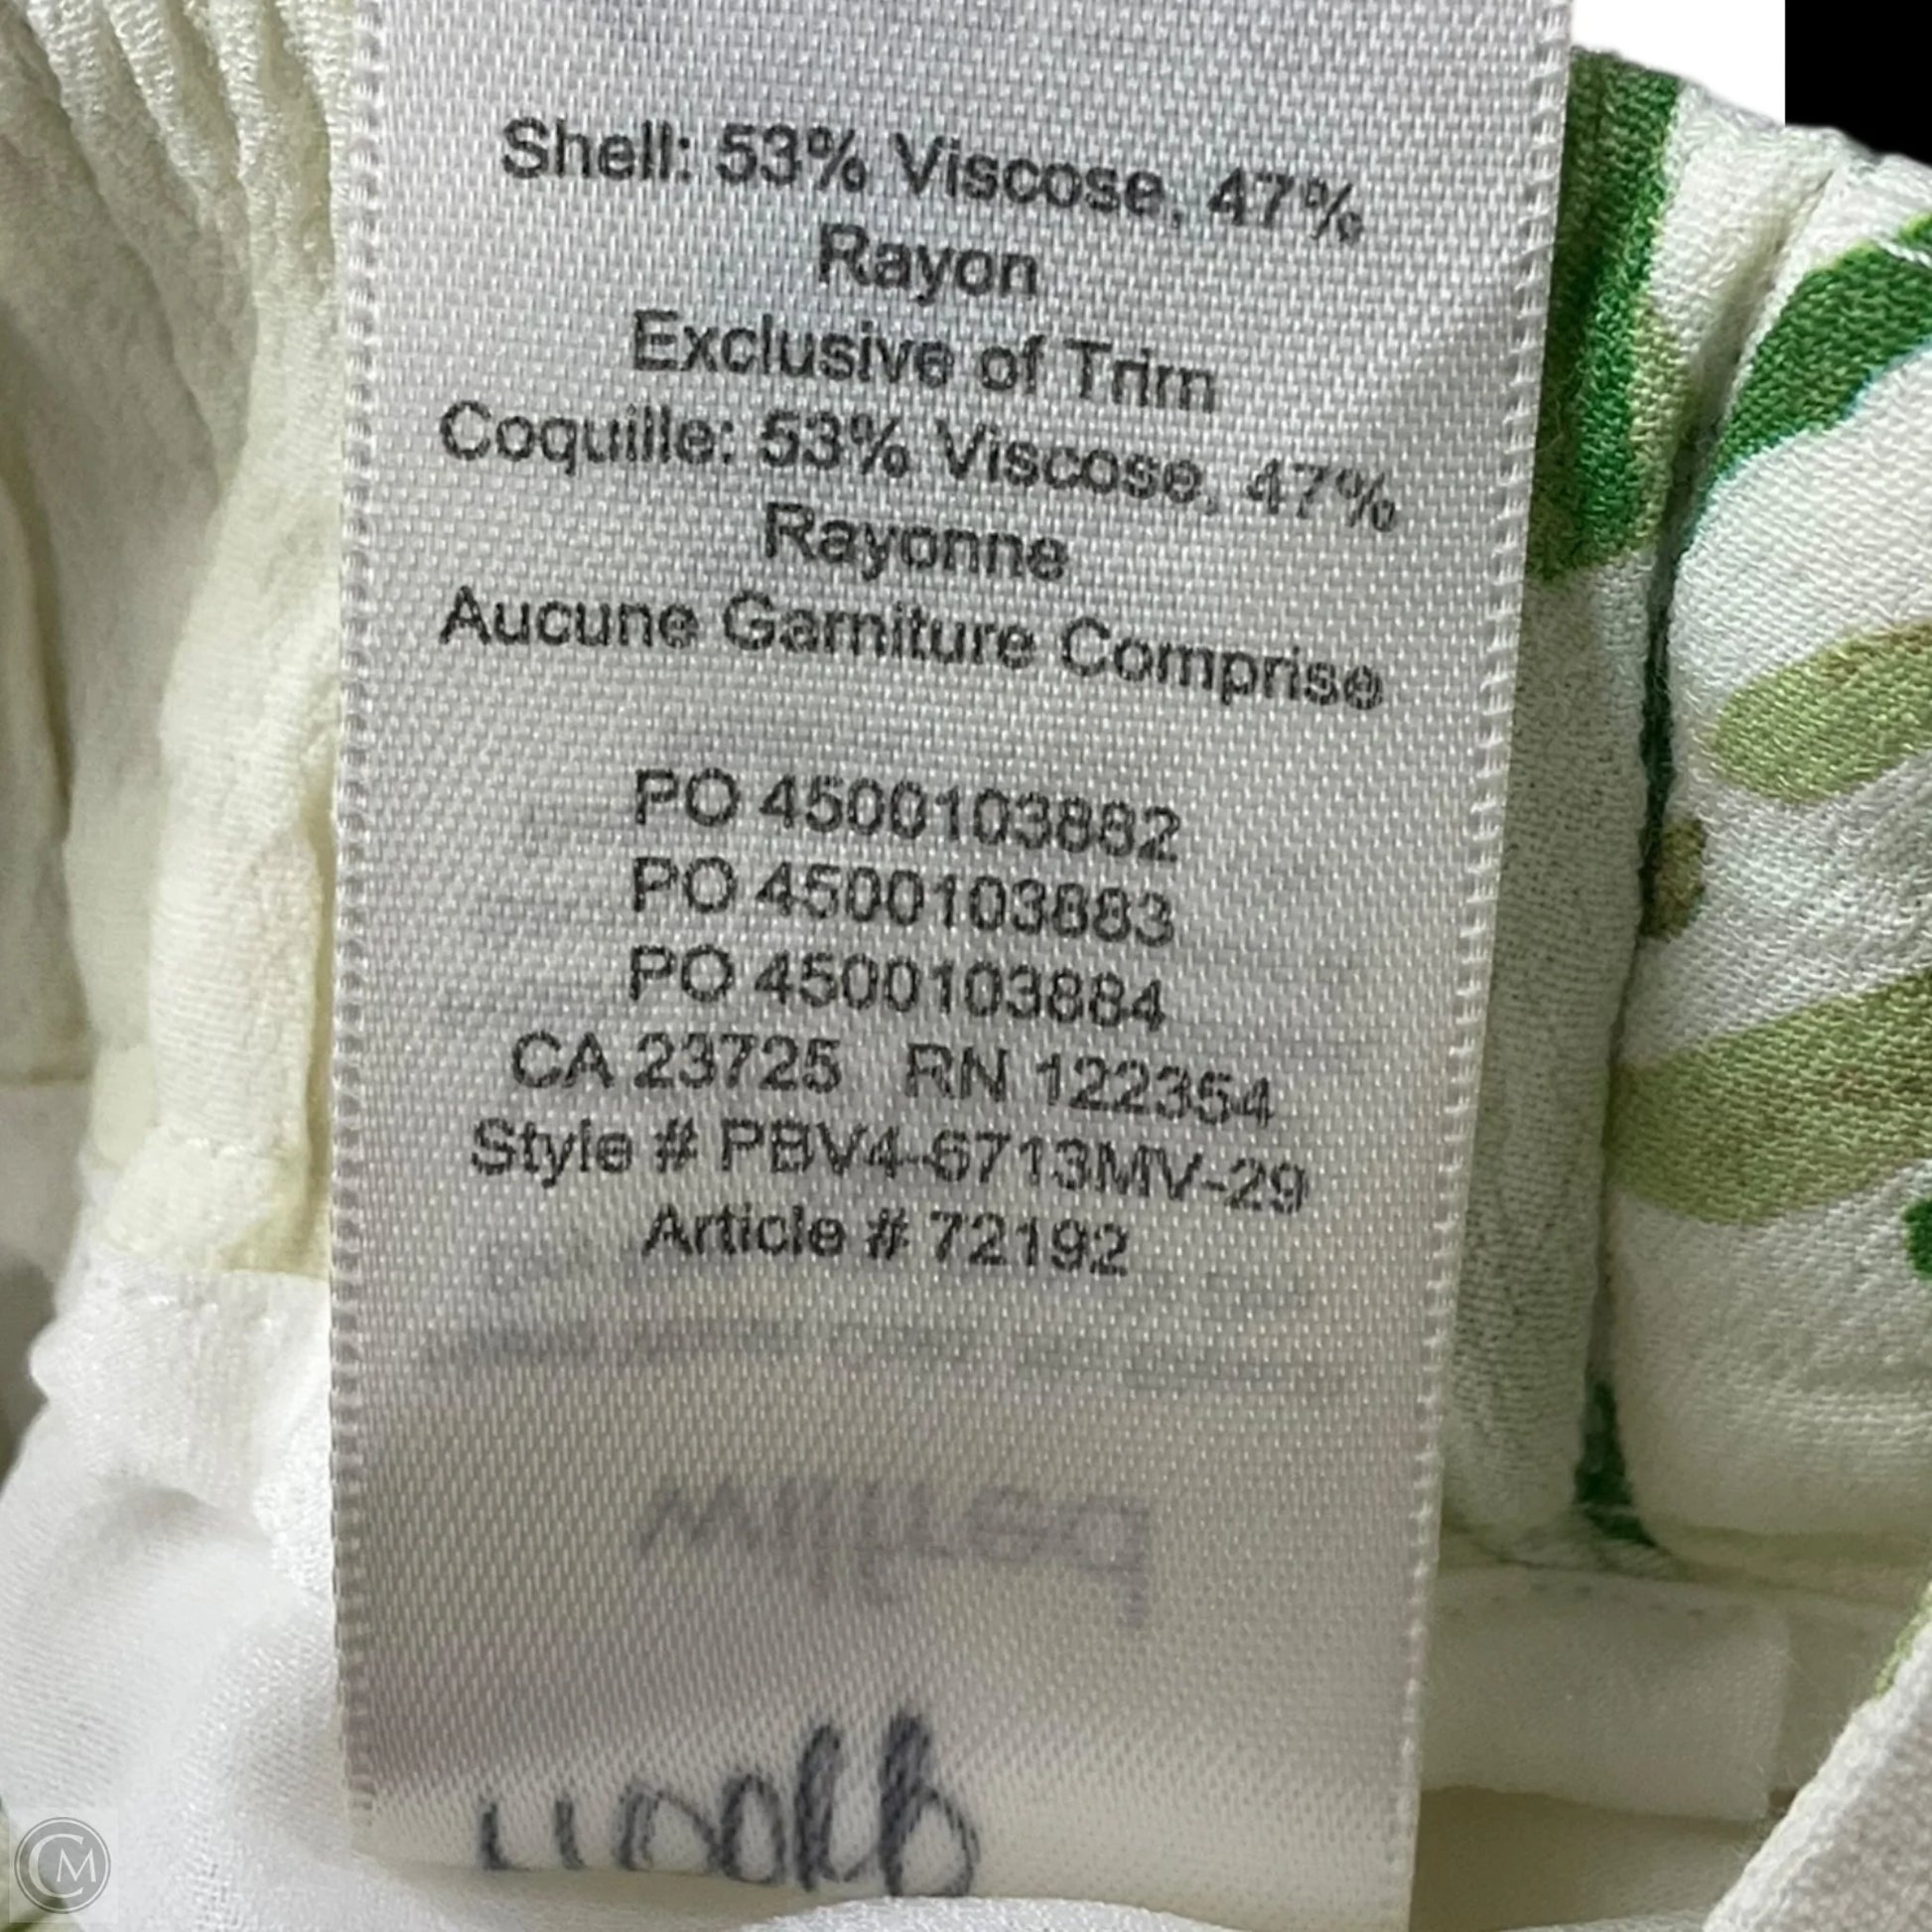 Shell: 53% Viscose, 47%
Rayon
Exclusive of Trim
Coquille: 53% Viscose, 47%
Rayonne
Aucune Garniture Comprise
PO 4500103882
PO 4500103883
PO 4500103884
CA 23725 RN 122354
Style # PBV4-6713MV-29
Article # 72192
CM